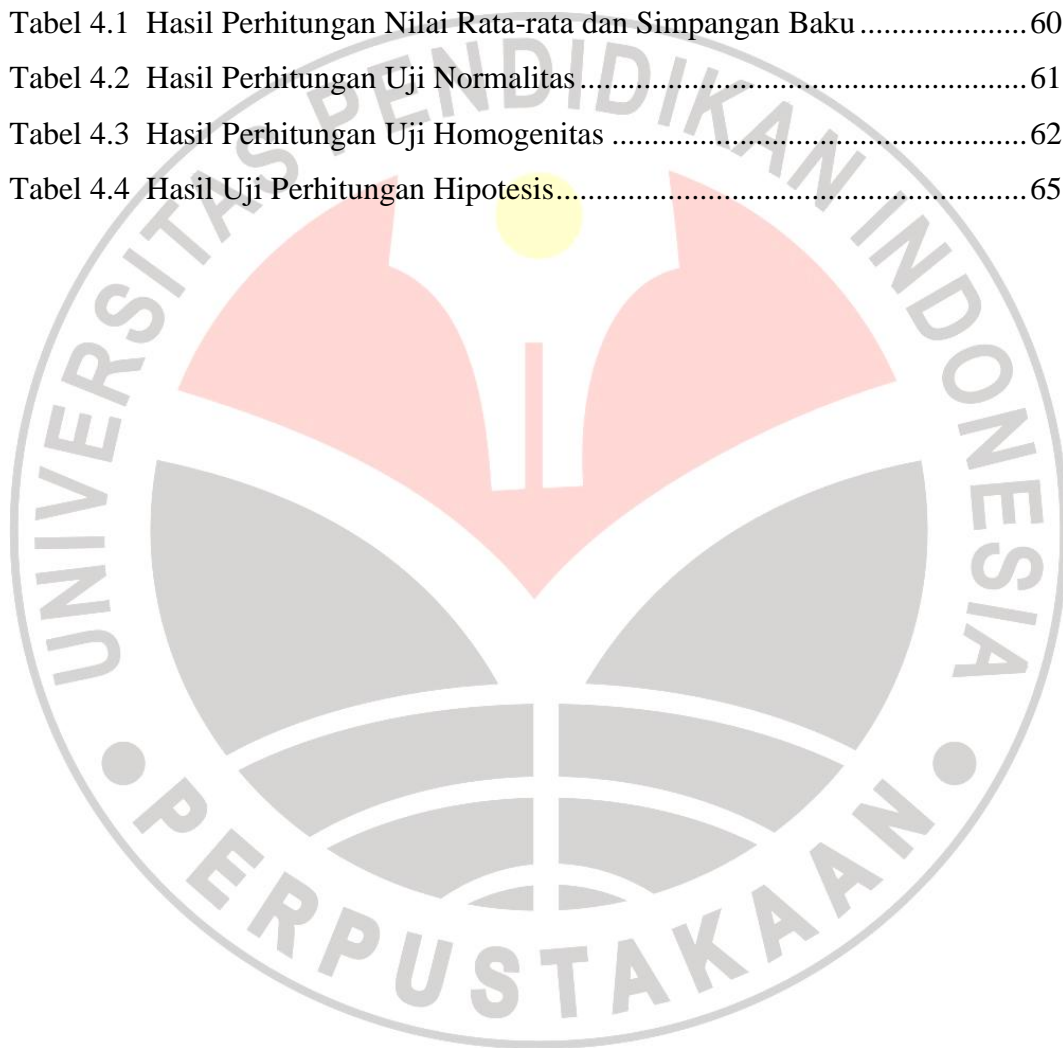 Tabel 4.1  Hasil Perhitungan Nilai Rata-rata dan Simpangan Baku ................... 60
Tabel 4.2  Hasil Perhitungan Uji Normalitas ..................................................... 61
Tabel 4.3  Hasil Perhitungan Uji Homogenitas ................................................. 62
Tabel 4.4  Hasil Uji Perhitungan Hipotesis ........................................................ 65
UNIVERSITAS PENDIDIKAN INDONESIA
PERPUSTAKAAN